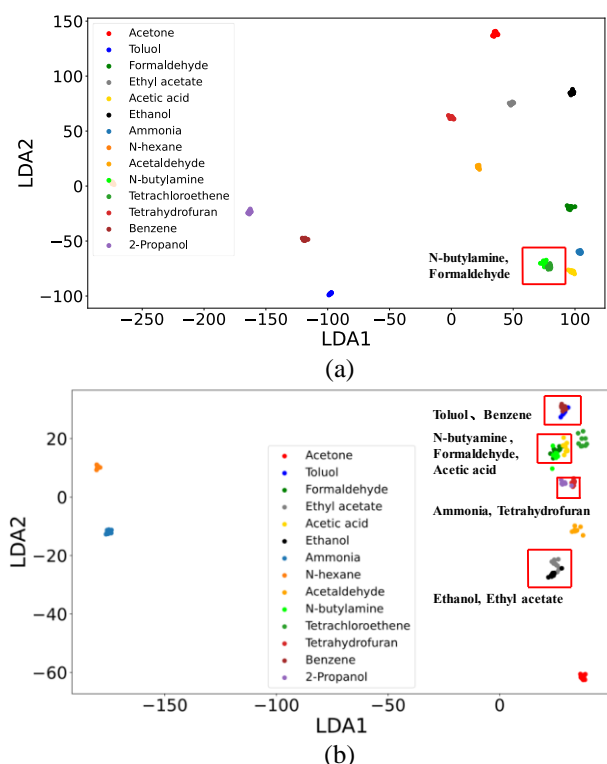 150
100
50
0
−50
−100
LDA2
Acetone
Toluol
Formaldehyde
Ethyl acetate
Acetic acid
Ethanol
Ammonia
N-hexane
Acetaldehyde
N-butylamine
Tetrachloroethene
Tetrahydrofuran
Benzene
2-Propanol
N-butylamine,
Formaldehyde
−250 −200 −150 −100 −50 0 50 100
LDA1
(a)
20
0
−20
−40
−60
LDA2
Acetone
Toluol
Formaldehyde
Ethyl acetate
Acetic acid
Ethanol
Ammonia
N-hexane
Acetaldehyde
N-butylamine
Tetrachloroethene
Tetrahydrofuran
Benzene
2-Propanol
Toluol、Benzene
N-butyamine,
Formaldehyde,
Acetic acid
Ammonia, Tetrahydrofuran
Ethanol, Ethyl acetate
−150 −100 −50 0
LDA1
(b)